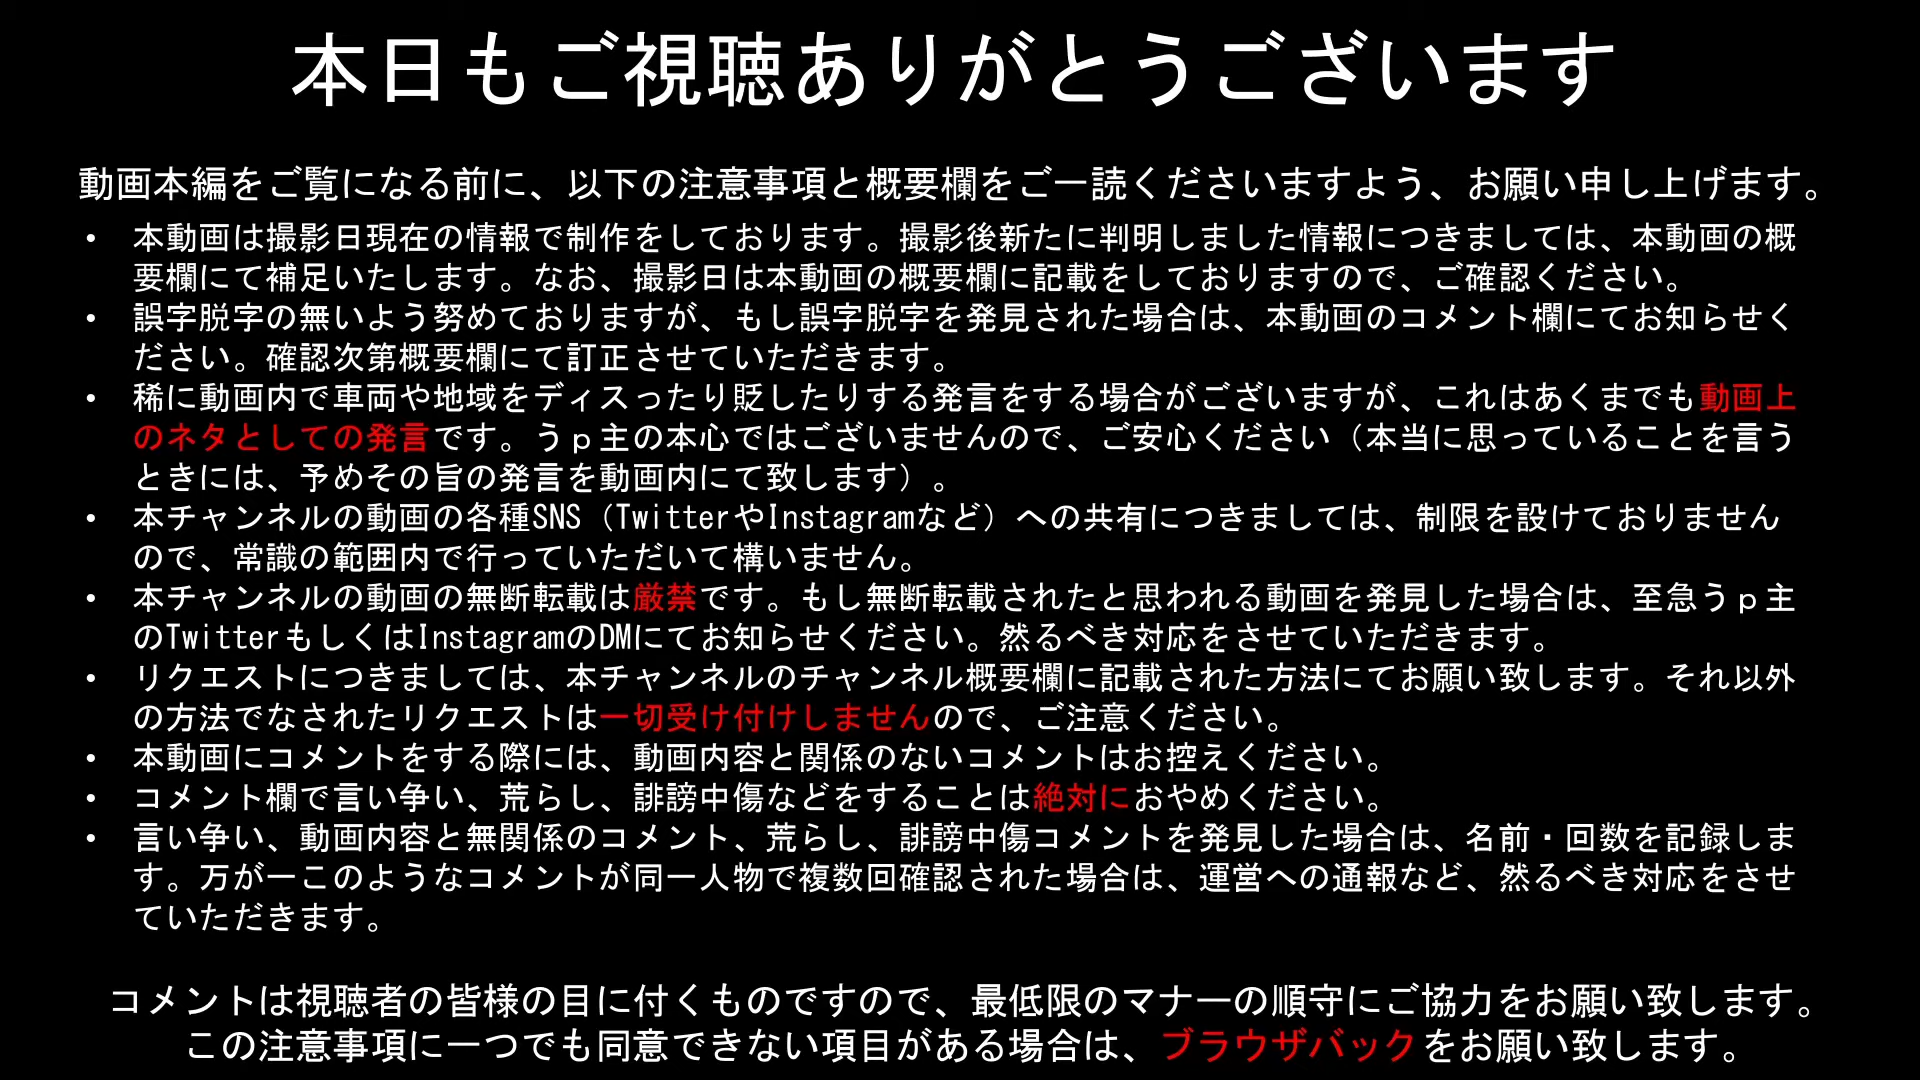 本日もご視聴ありがとうございます
動画本編をご覧になる前に、以下の注意事項と概要欄をご一読くださいますよう、お願い申し上げます。
• 本動画は撮影日現在の情報で制作をしております。撮影後新たに判明しました情報につきましては、本動画の概
要欄にて補足いたします。なお、撮影日は本動画の概要欄に記載をしておりますので、ご確認ください。
• 誤字脱字の無いよう努めておりますが、もし誤字脱字を発見された場合は、本動画のコメント欄にてお知らせく
ださい。確認次第概要欄にて訂正させていただきます。
• 稀に動画内で車両や地域をディスったり貶したりする発言をする場合がございますが、これはあくまでも動画上
のネタとしての発言です。うｐ主の本心ではございませんので、ご安心ください（本当に思っていることを言う
ときには、予めその旨の発言を動画内にて致します）。
• 本チャンネルの動画の各種SNS（TwitterやInstagramなど）への共有につきましては、制限を設けておりません
ので、常識の範囲内で行っていただいて構いません。
• 本チャンネルの動画の無断転載は厳禁です。もし無断転載されたと思われる動画を発見した場合は、至急うｐ主
のTwitterもしくはInstagramのDMにてお知らせください。然るべき対応をさせていただきます。
• リクエストにつきましては、本チャンネルのチャンネル概要欄に記載された方法にてお願い致します。それ以外
の方法でなされたリクエストは一切受け付けしませんので、ご注意ください。
• 本動画にコメントをする際には、動画内容と関係のないコメントはお控えください。
• コメント欄で言い争い、荒らし、誹謗中傷などをすることは絶対におやめください。
• 言い争い、動画内容と無関係のコメント、荒らし、誹謗中傷コメントを発見した場合は、名前・回数を記録しま
す。万が一このようなコメントが同一人物で複数回確認された場合は、運営への通報など、然るべき対応をさせ
ていただきます。
コメントは視聴者の皆様の目に付くものですので、最低限のマナーの順守にご協力をお願い致します。
この注意事項に一つでも同意できない項目がある場合は、ブラウザバックをお願い致します。